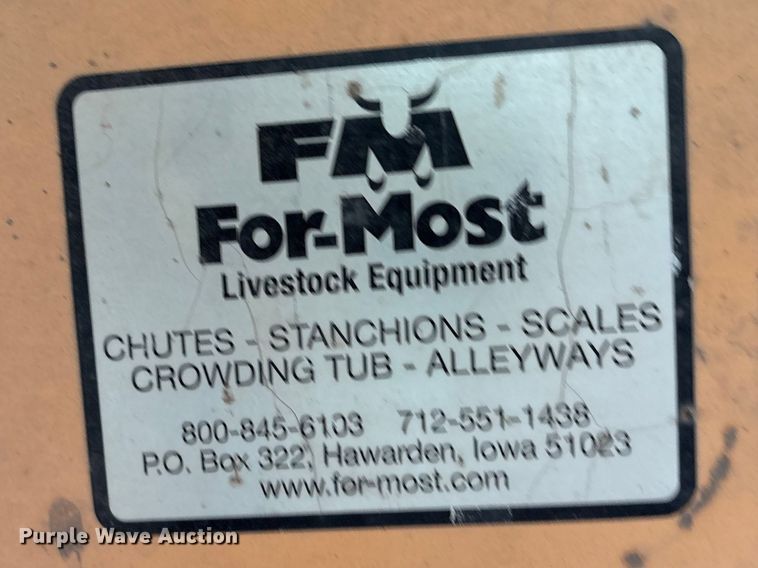 FM
For-Most
Livestock Equipment
CHUTES - STANCHIONS - SCALES
CROWDING TUB - ALLEYWAYS
800-845-6103 712-551-1438
P.O. Box 322, Hawarden, Iowa 51023
www.for-most.com
Purple Wave Auction